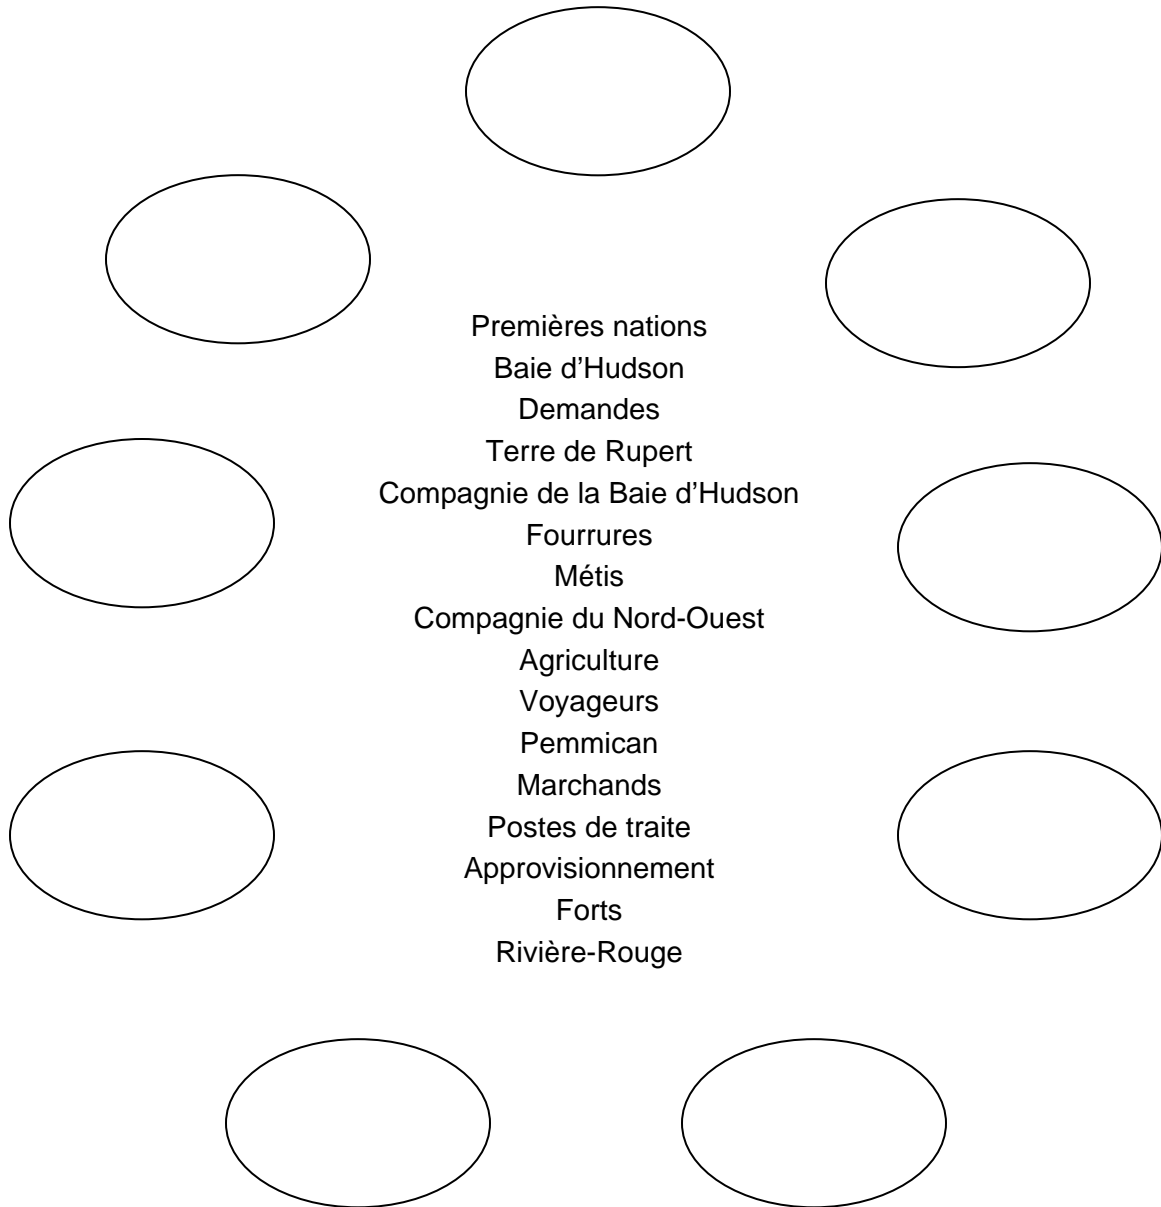 Premières nations
Baie d’Hudson
Demandes
Terre de Rupert
Compagnie de la Baie d’Hudson
Fourrures
Métis
Compagnie du Nord-Ouest
Agriculture
Voyageurs
Pemmican
Marchands
Postes de traite
Approvisionnement
Forts
Rivière-Rouge